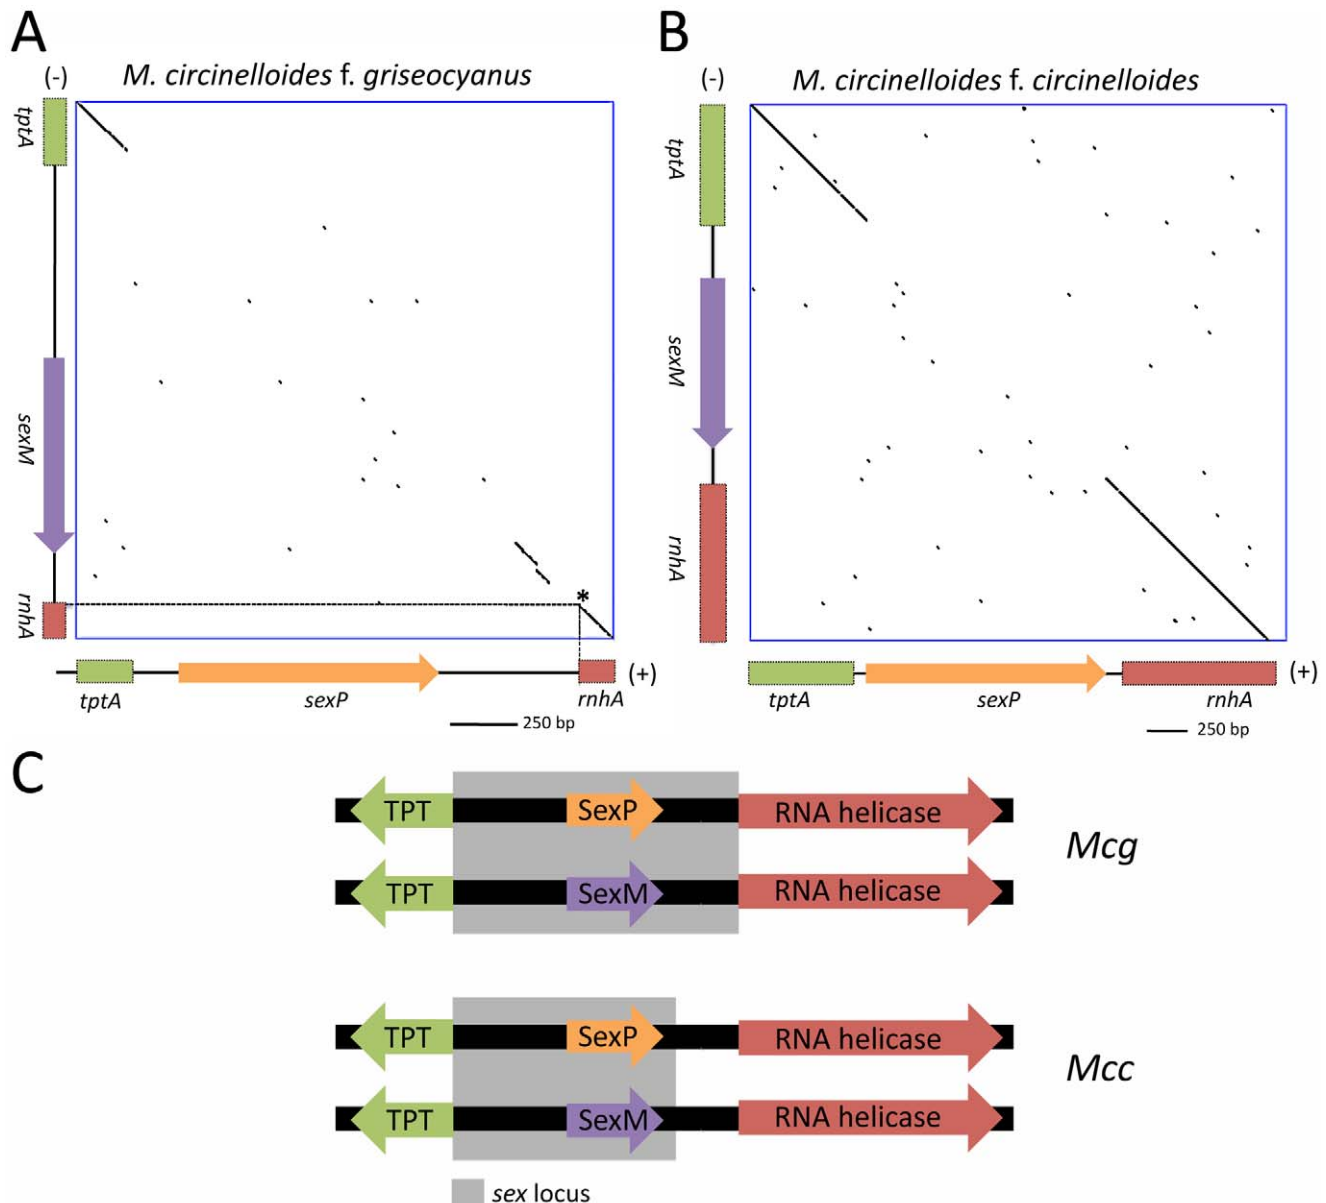 A
B
(-)
M. circinelloides f. griseocyanus
(-)
M. circinelloides f. circinelloides
tptA
sexM
rnhA
*
tptA
sexP
rnhA
(+)
250 bp
tptA
sexM
rnhA
tptA
sexP
rnhA
(+)
250 bp
C
TPT
SexP
RNA helicase
Mcg
TPT
SexM
RNA helicase
TPT
SexP
RNA helicase
Mcc
TPT
SexM
RNA helicase
sex locus